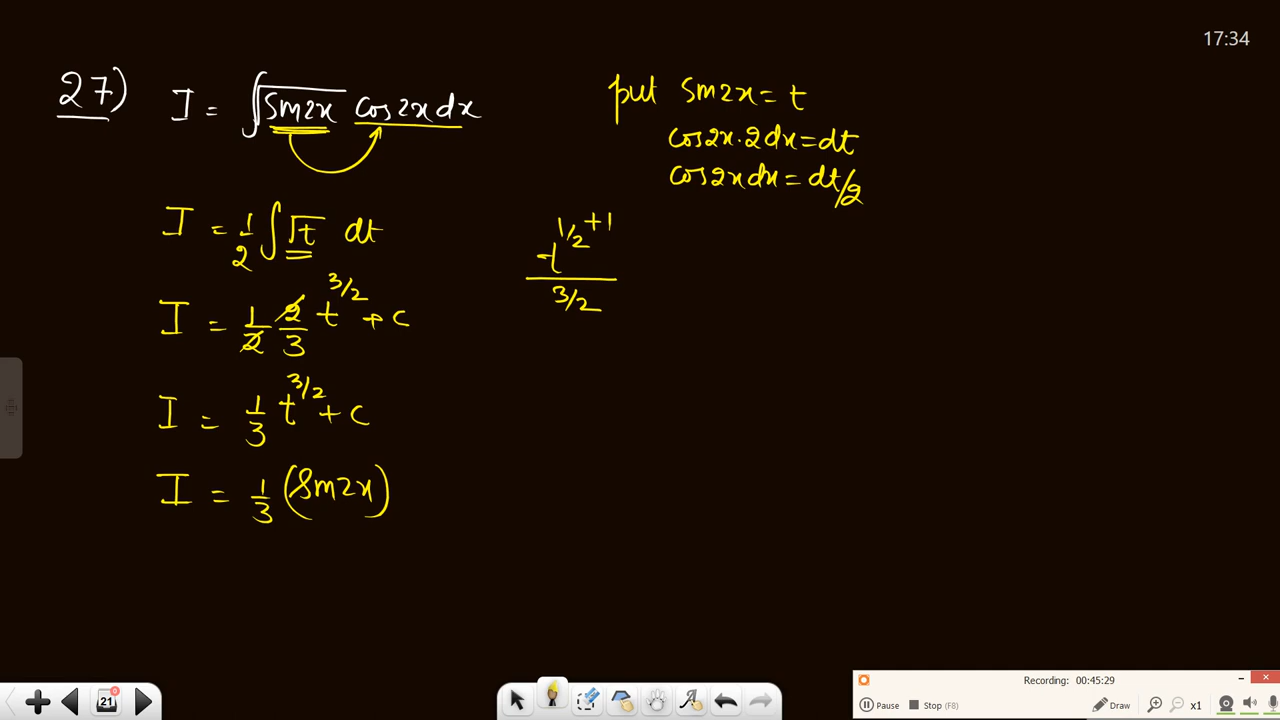 17:34
27) I = ∫√sin2x cos2x dx
put sin2x = t
cos2x·2dx = dt
cos2x dx = dt/2
I = 1/2 ∫√t dt
t^(1/2+1)
3/2
I = 1/2 2/3 t^(3/2) + c
I = 1/3 t^(3/2) + c
I = 1/3 (sin2x)
21
8
Recording: 00:45:29
Pause Stop (F8) Draw x1